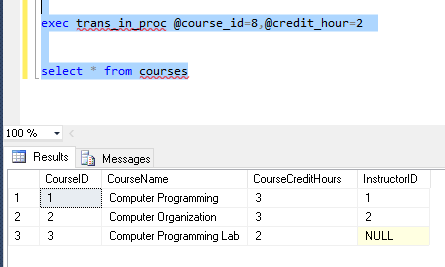 exec trans_in_proc @course_id=8,@credit_hour=2
select * from courses
100 %
Results Messages
CourseID CourseName CourseCreditHours InstructorID
1 1 Computer Programming 3 1
2 2 Computer Organization 3 2
3 3 Computer Programming Lab 2 NULL